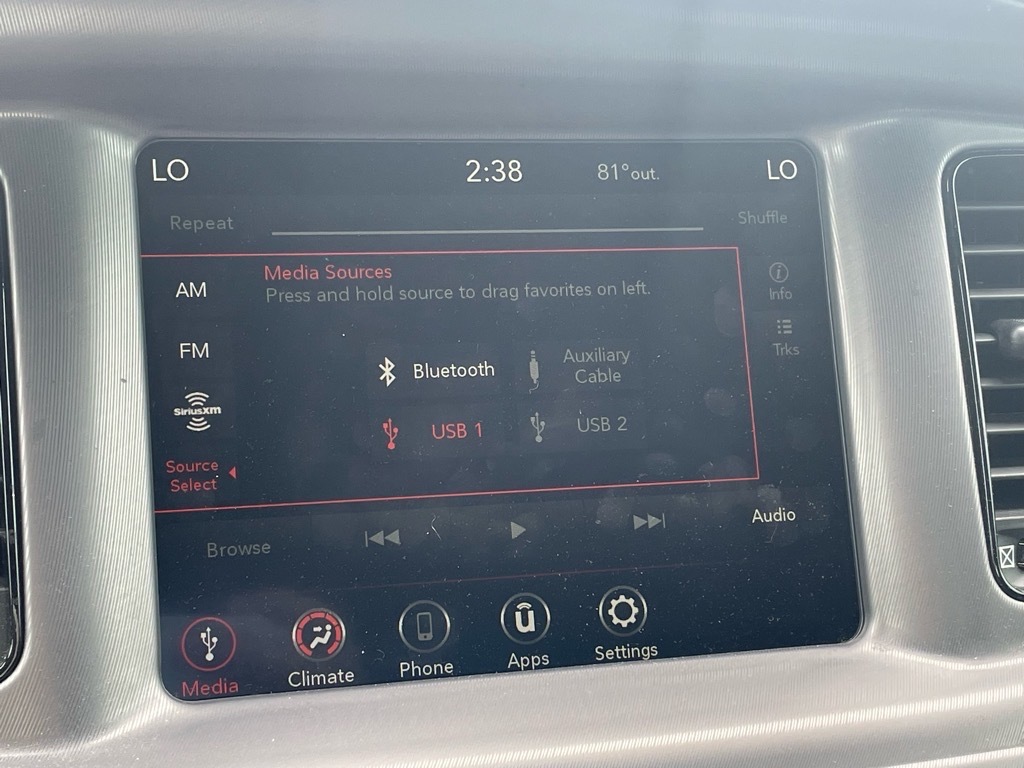 LO 2:38 81°out. LO
Repeat Shuffle
Media Sources
Press and hold source to drag favorites on left.
AM
FM
SiriusXM
Source
Select
Bluetooth
Auxiliary
Cable
USB 1
USB 2
Info
Trks
Browse
Audio
Media
Climate
Phone
Apps
Settings